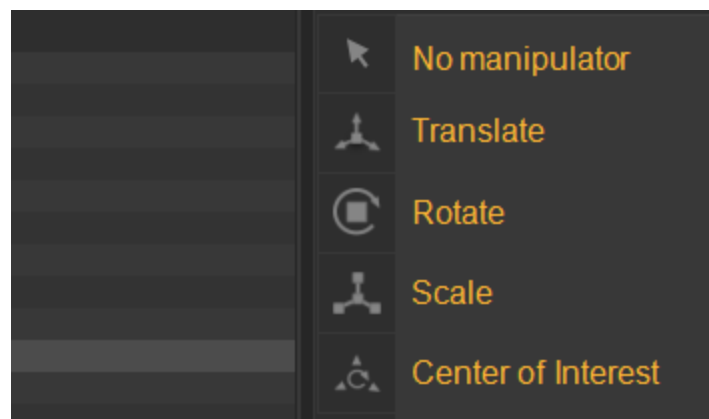 No manipulator
Translate
Rotate
Scale
Center of Interest